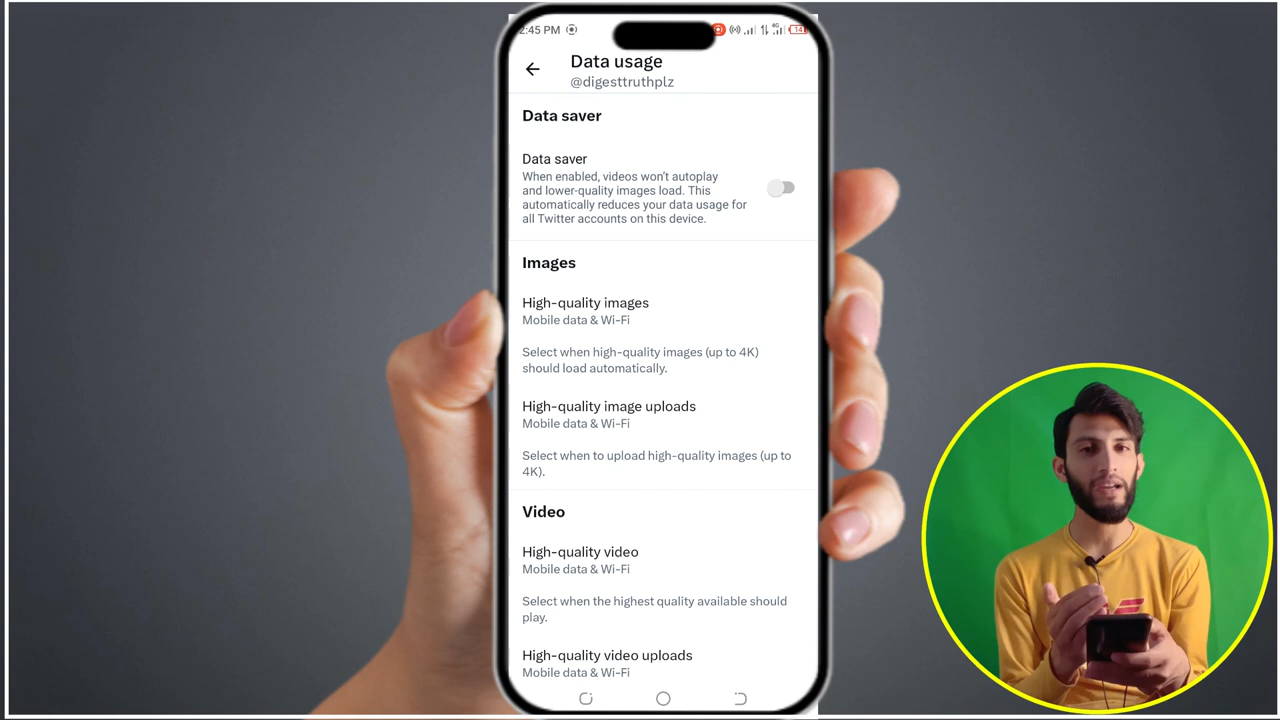 2:45 PM
4G
14
Data usage
@digesttruthplz
Data saver
Data saver
When enabled, videos won't autoplay
and lower-quality images load. This
automatically reduces your data usage for
all Twitter accounts on this device.
Images
High-quality images
Mobile data & Wi-Fi
Select when high-quality images (up to 4K)
should load automatically.
High-quality image uploads
Mobile data & Wi-Fi
Select when to upload high-quality images (up to
4K).
Video
High-quality video
Mobile data & Wi-Fi
Select when the highest quality available should
play.
High-quality video uploads
Mobile data & Wi-Fi